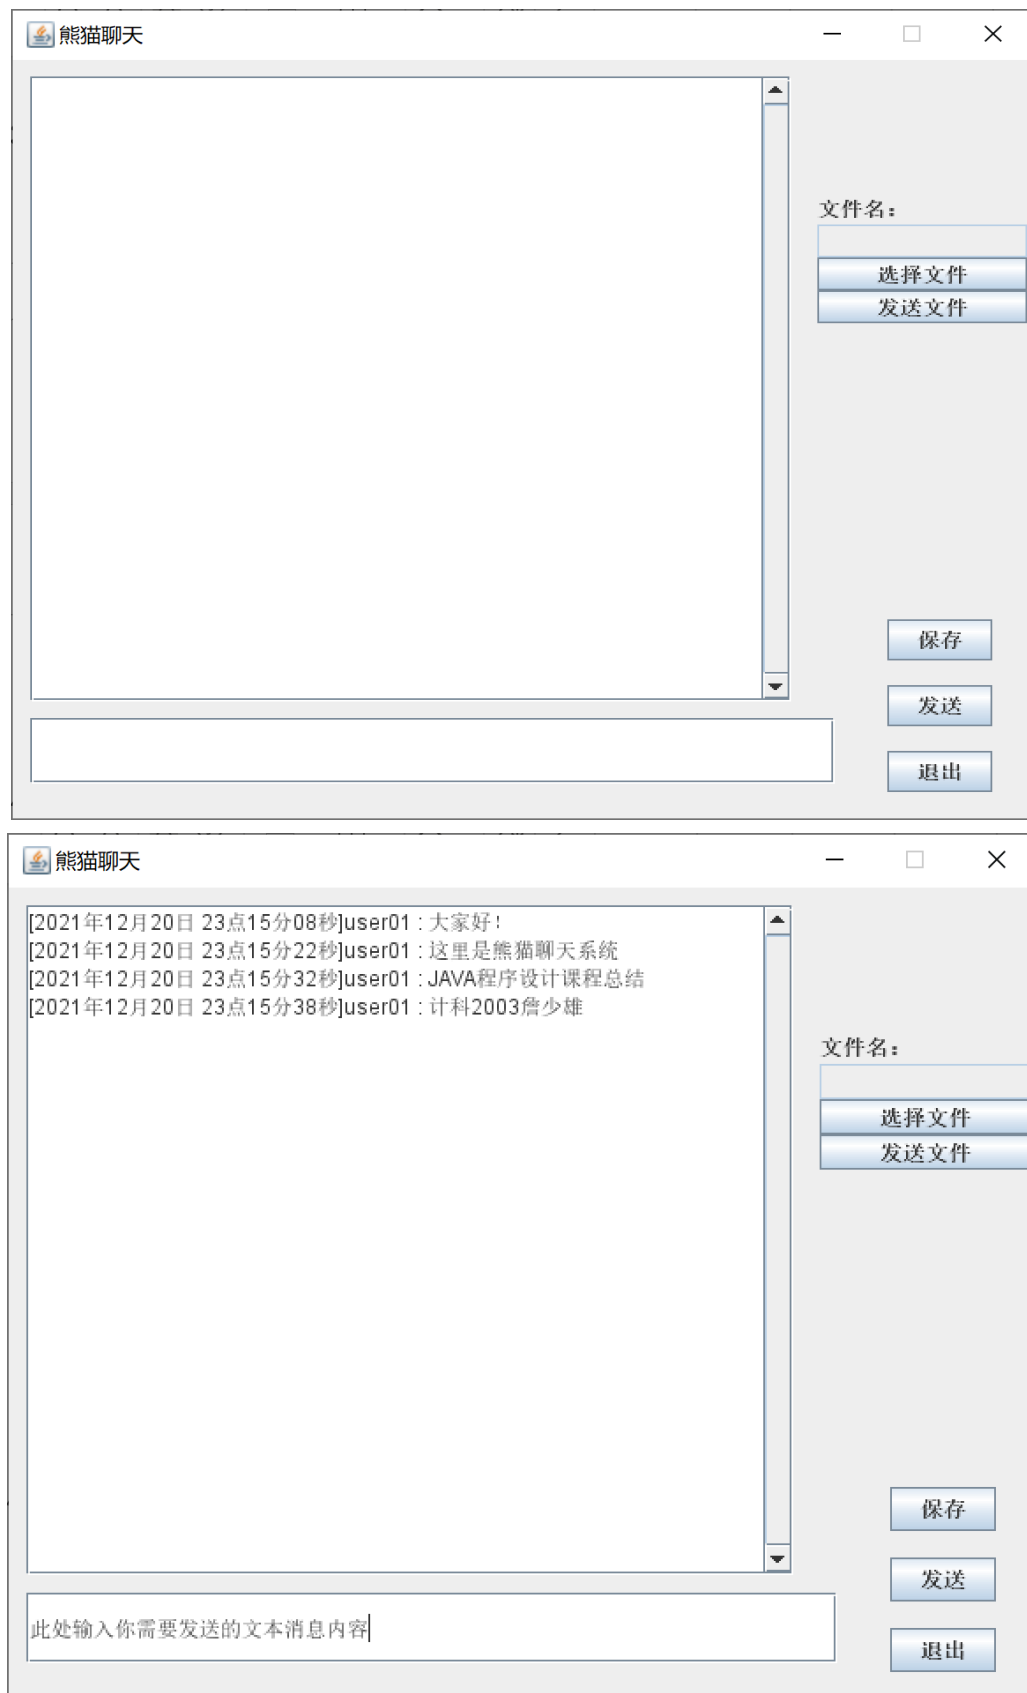 熊猫聊天
文件名：
选择文件
发送文件
保存
发送
退出
熊猫聊天
[2021年12月20日 23点15分08秒]user01 : 大家好！
[2021年12月20日 23点15分22秒]user01 : 这里是熊猫聊天系统
[2021年12月20日 23点15分32秒]user01 : JAVA程序设计课程总结
[2021年12月20日 23点15分38秒]user01 : 计科2003詹少雄
文件名：
选择文件
发送文件
保存
发送
此处输入你需要发送的文本消息内容
退出